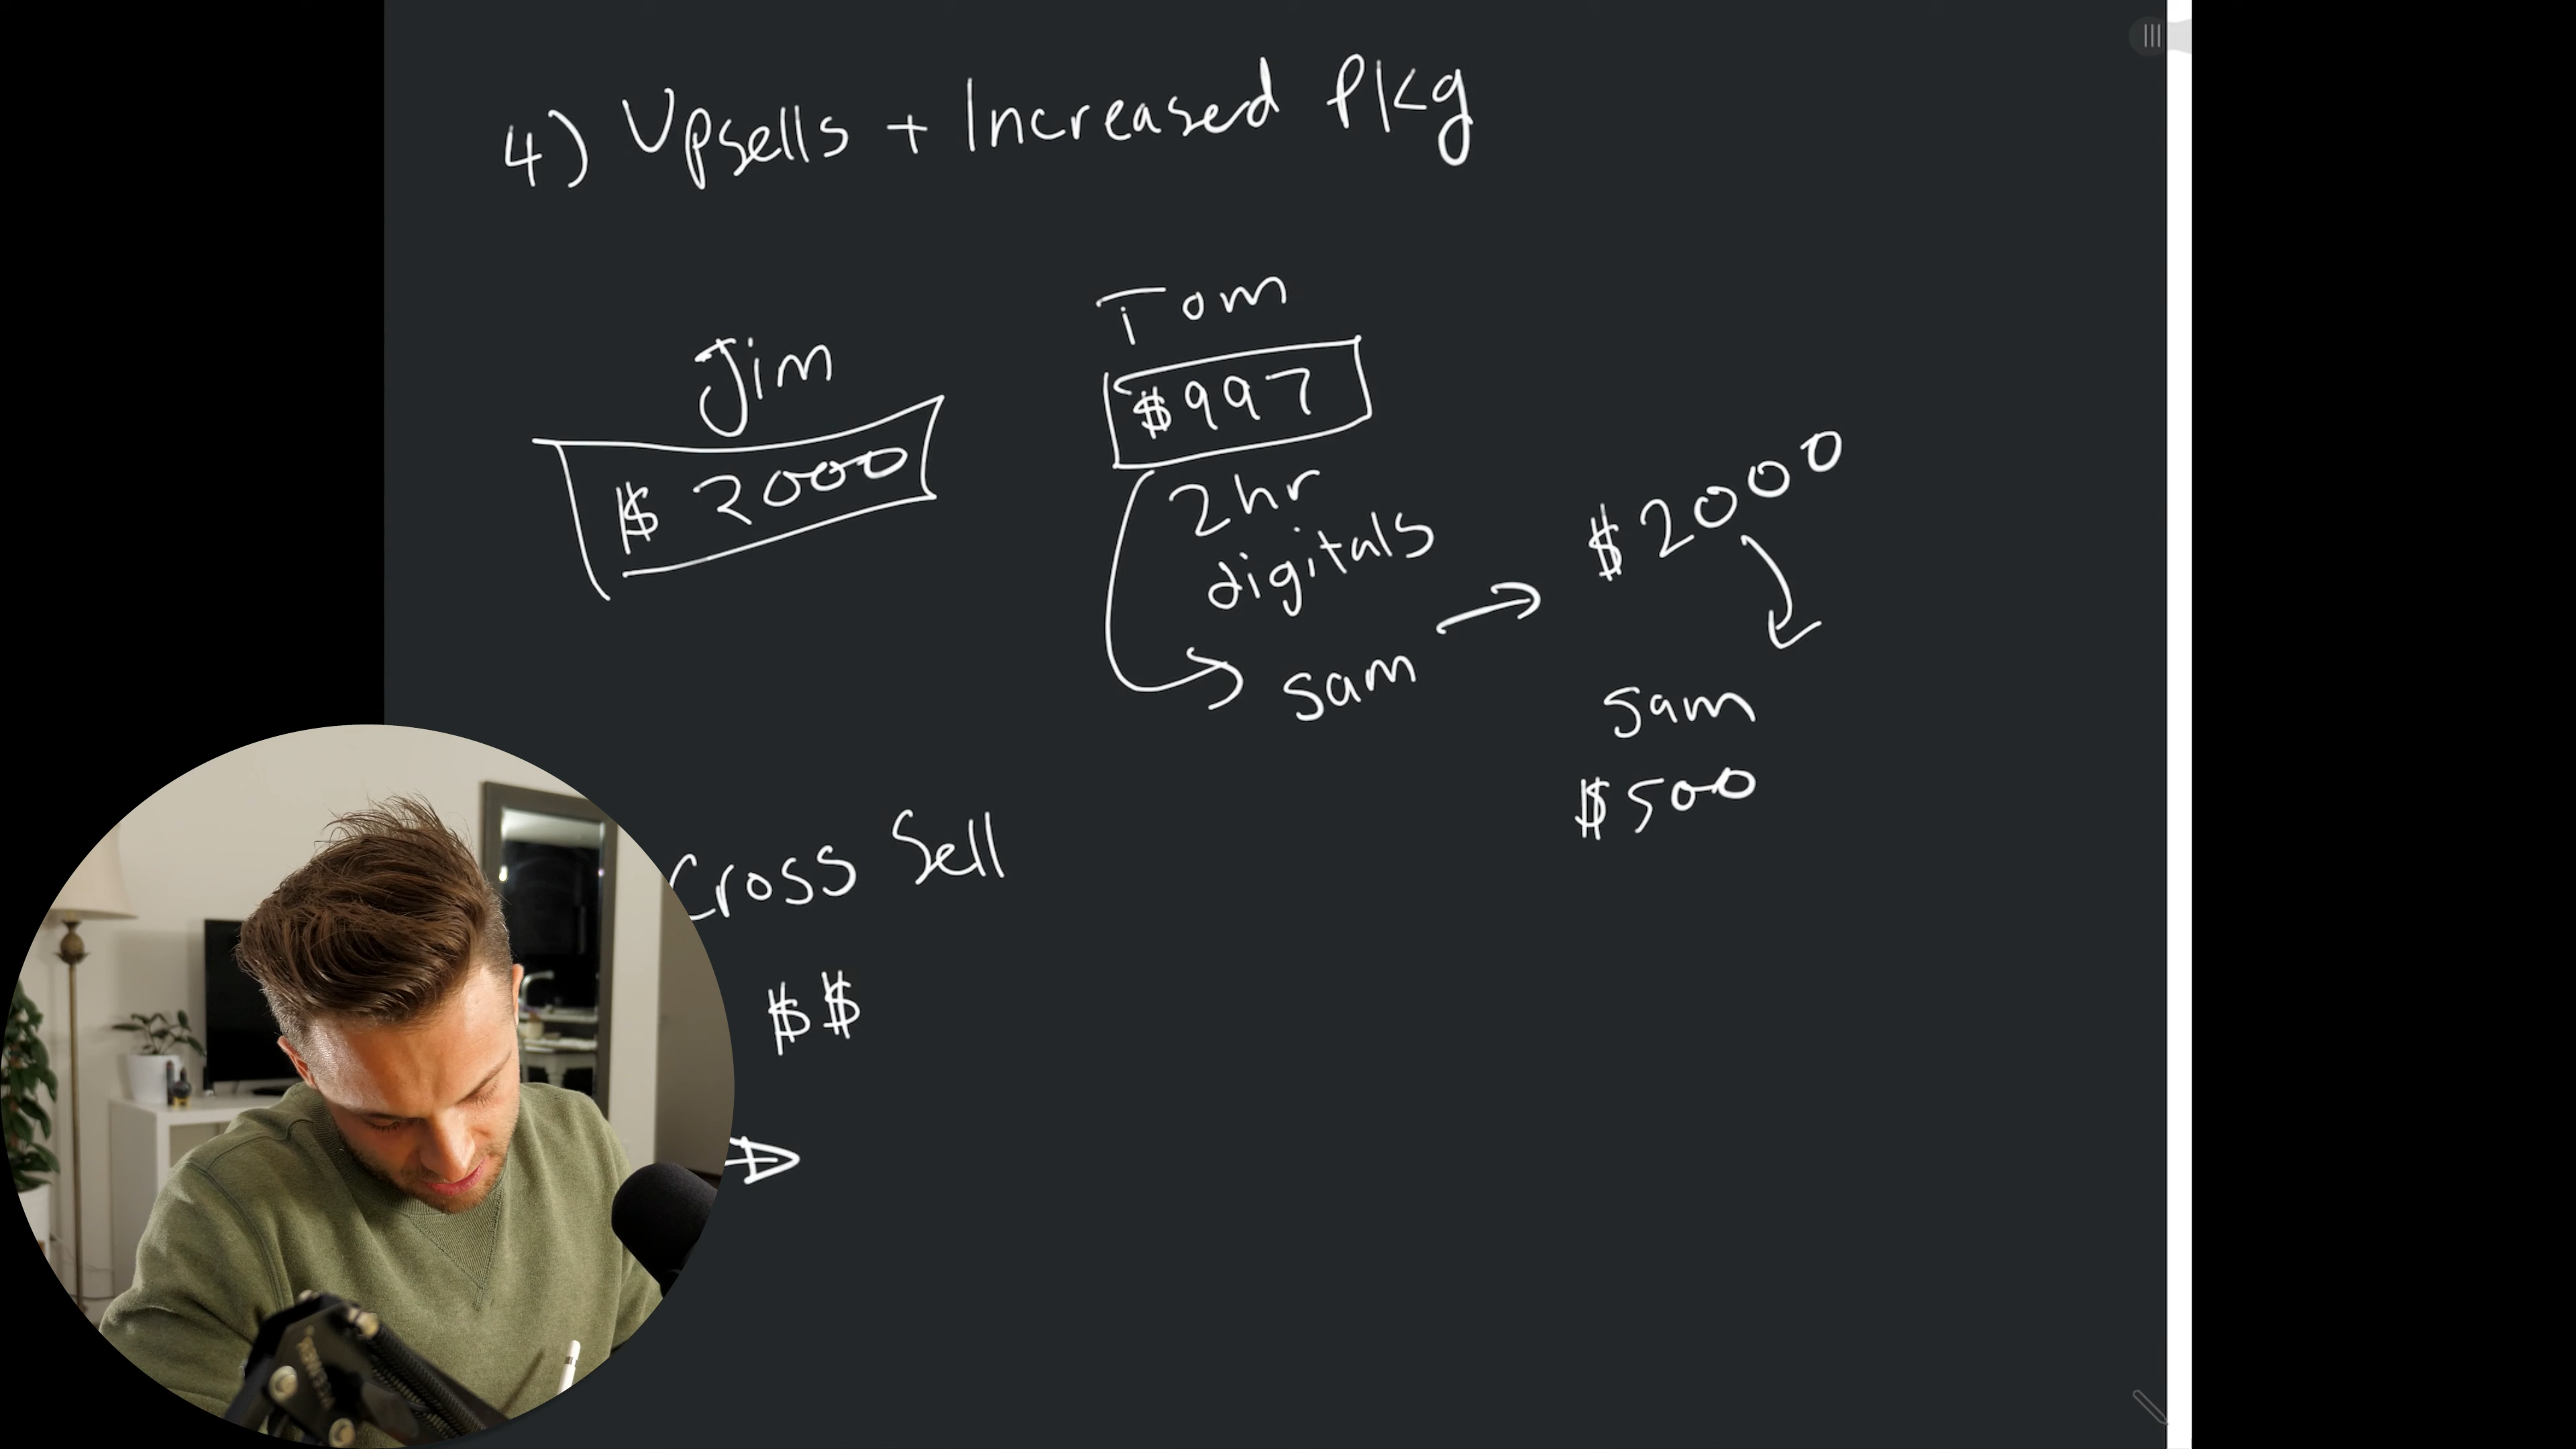 4) Upsells + Increased Pkg
Jim
$ 2000
Tom
$997
2hr
digitals
sam
$2000
sam
$500
Cross Sell
$$